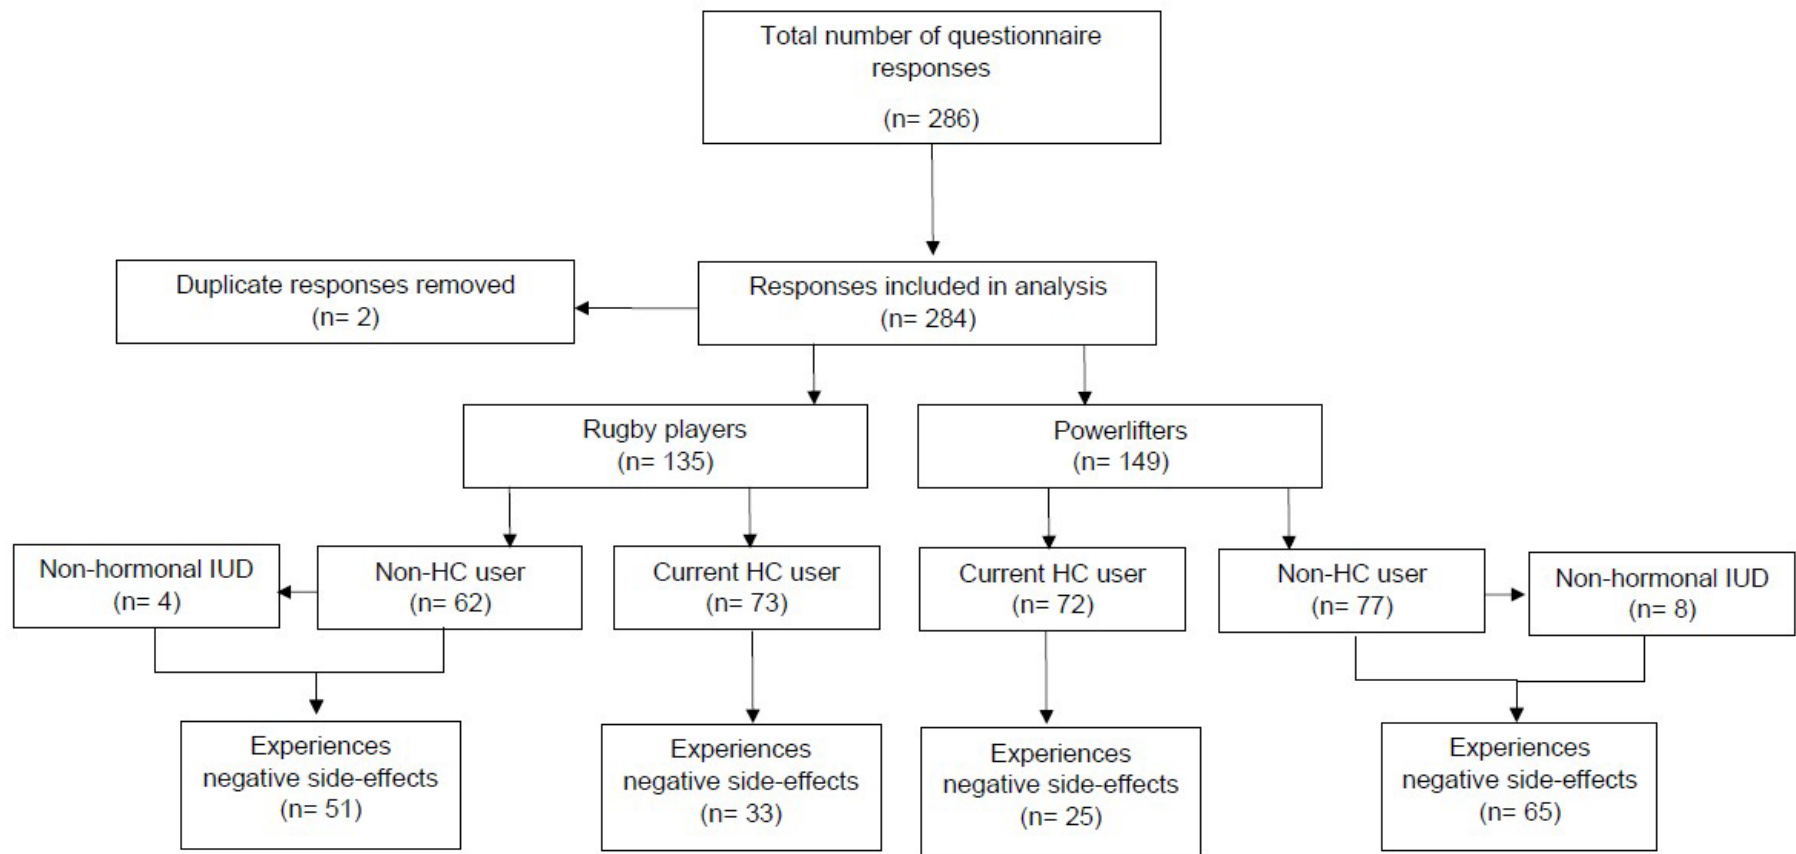 Total number of questionnaire
responses
(n= 286)
Duplicate responses removed
(n= 2)
Responses included in analysis
(n= 284)
Rugby players
(n= 135)
Powerlifters
(n= 149)
Non-hormonal IUD
(n= 4)
Non-HC user
(n= 62)
Current HC user
(n= 73)
Current HC user
(n= 72)
Non-HC user
(n= 77)
Non-hormonal IUD
(n= 8)
Experiences
negative side-effects
(n= 51)
Experiences
negative side-effects
(n= 33)
Experiences
negative side-effects
(n= 25)
Experiences
negative side-effects
(n= 65)